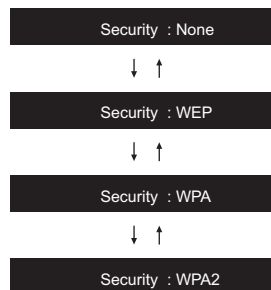 Security : None
↓ ↑
Security : WEP
↓ ↑
Security : WPA
↓ ↑
Security : WPA2